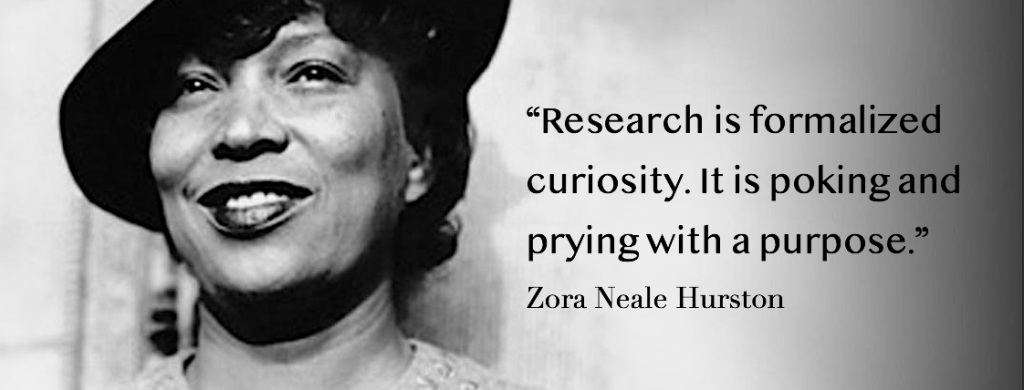 “Research is formalized
curiosity. It is poking and
prying with a purpose.”
Zora Neale Hurston